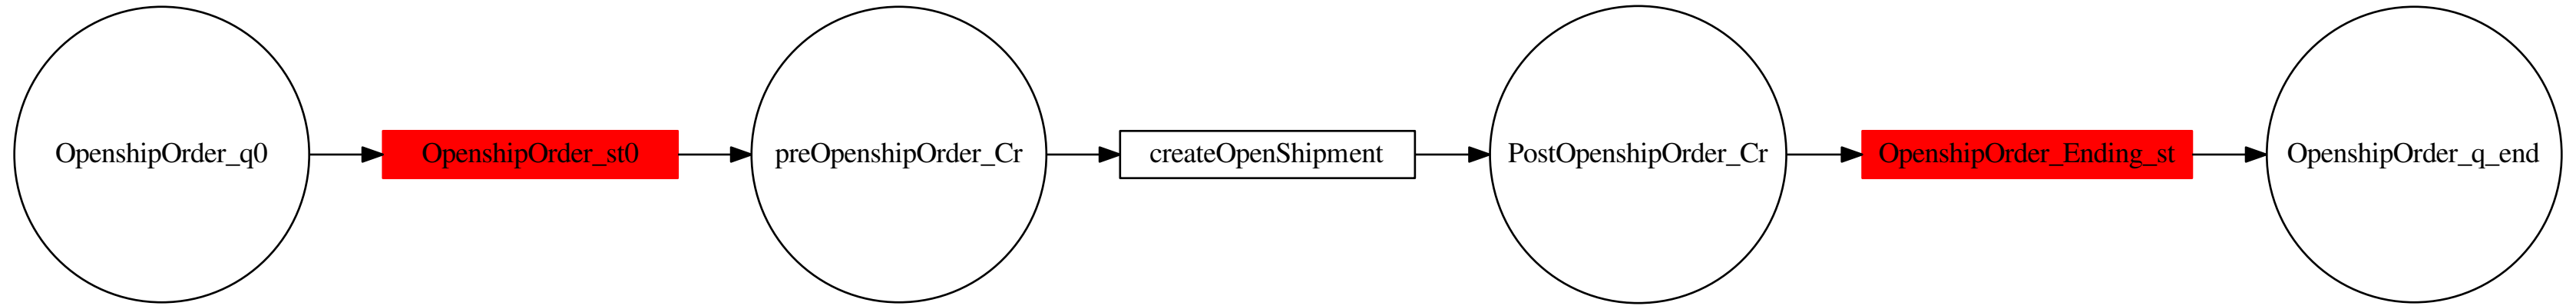 OpenshipOrder_q0
OpenshipOrder_st0
preOpenshipOrder_Cr
createOpenShipment
PostOpenshipOrder_Cr
OpenshipOrder_Ending_st
OpenshipOrder_q_end